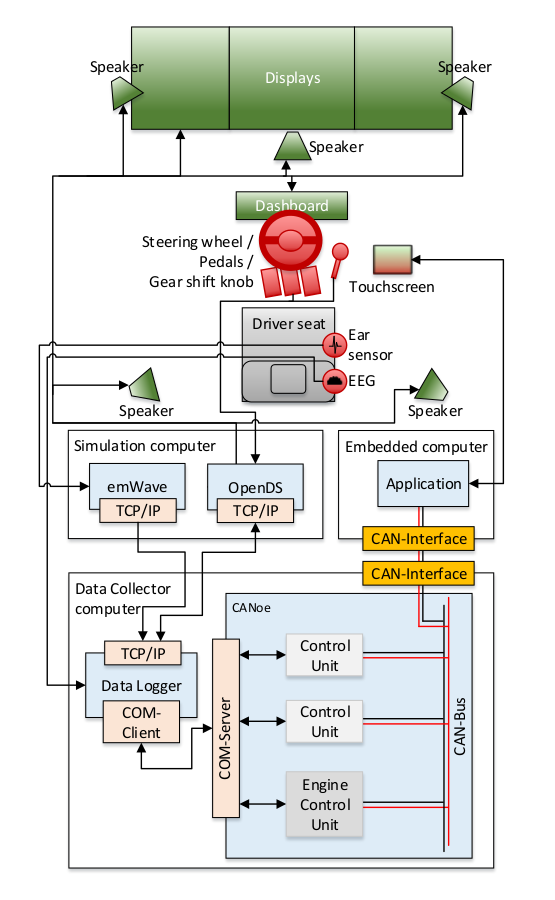 Speaker
Speaker
Displays
Speaker
Dashboard
Steering wheel /
Pedals /
Gear shift knob
Touchscreen
Driver seat
Ear
sensor
EEG
Speaker
Speaker
Simulation computer
emWave
TCP/IP
OpenDS
TCP/IP
Embedded computer
Application
CAN-Interface
CAN-Interface
Data Collector
computer
CANoe
TCP/IP
Data Logger
COM-
Client
COM-Server
Control
Unit
Control
Unit
Engine
Control
Unit
CAN-Bus